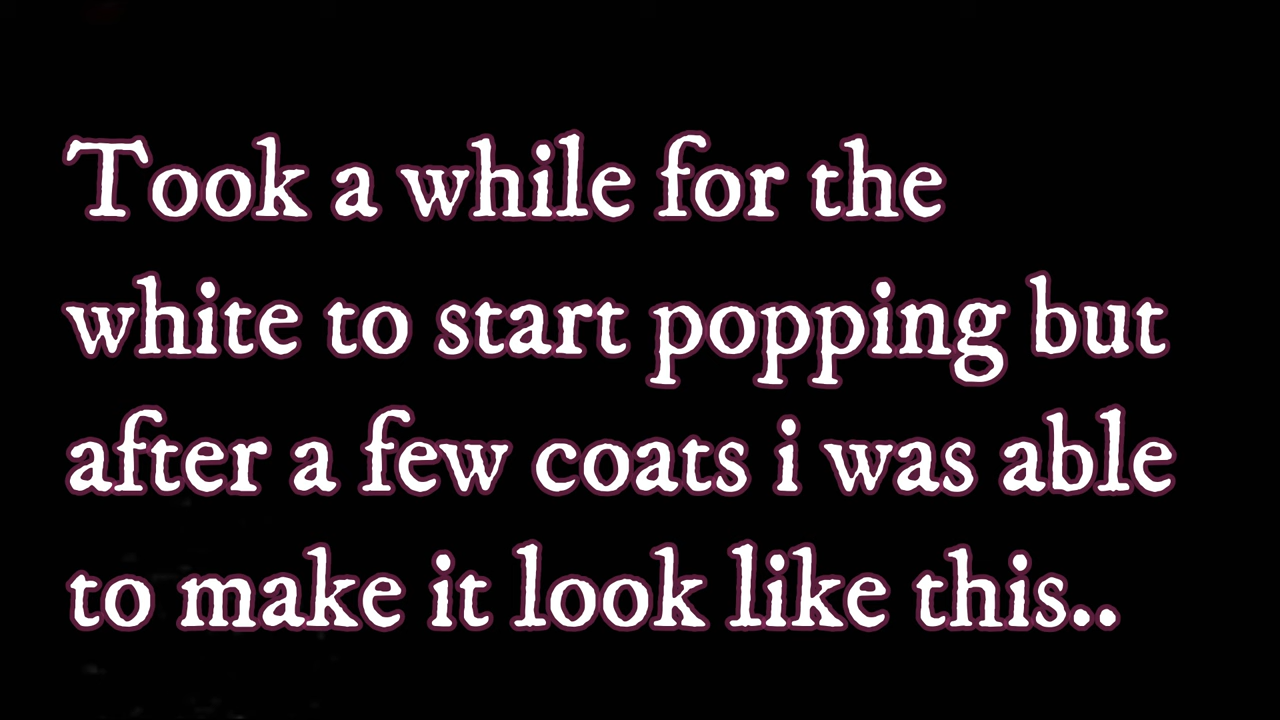 Took a while for the
white to start popping but
after a few coats i was able
to make it look like this..